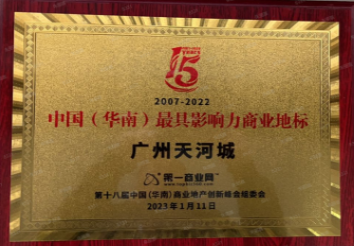 15
YEARS
2007-2022
中国（华南）最具影响力商业地标
广州天河城
第一商业网
第十八届中国（华南）商业地产创新峰会组委会
2023年1月11日